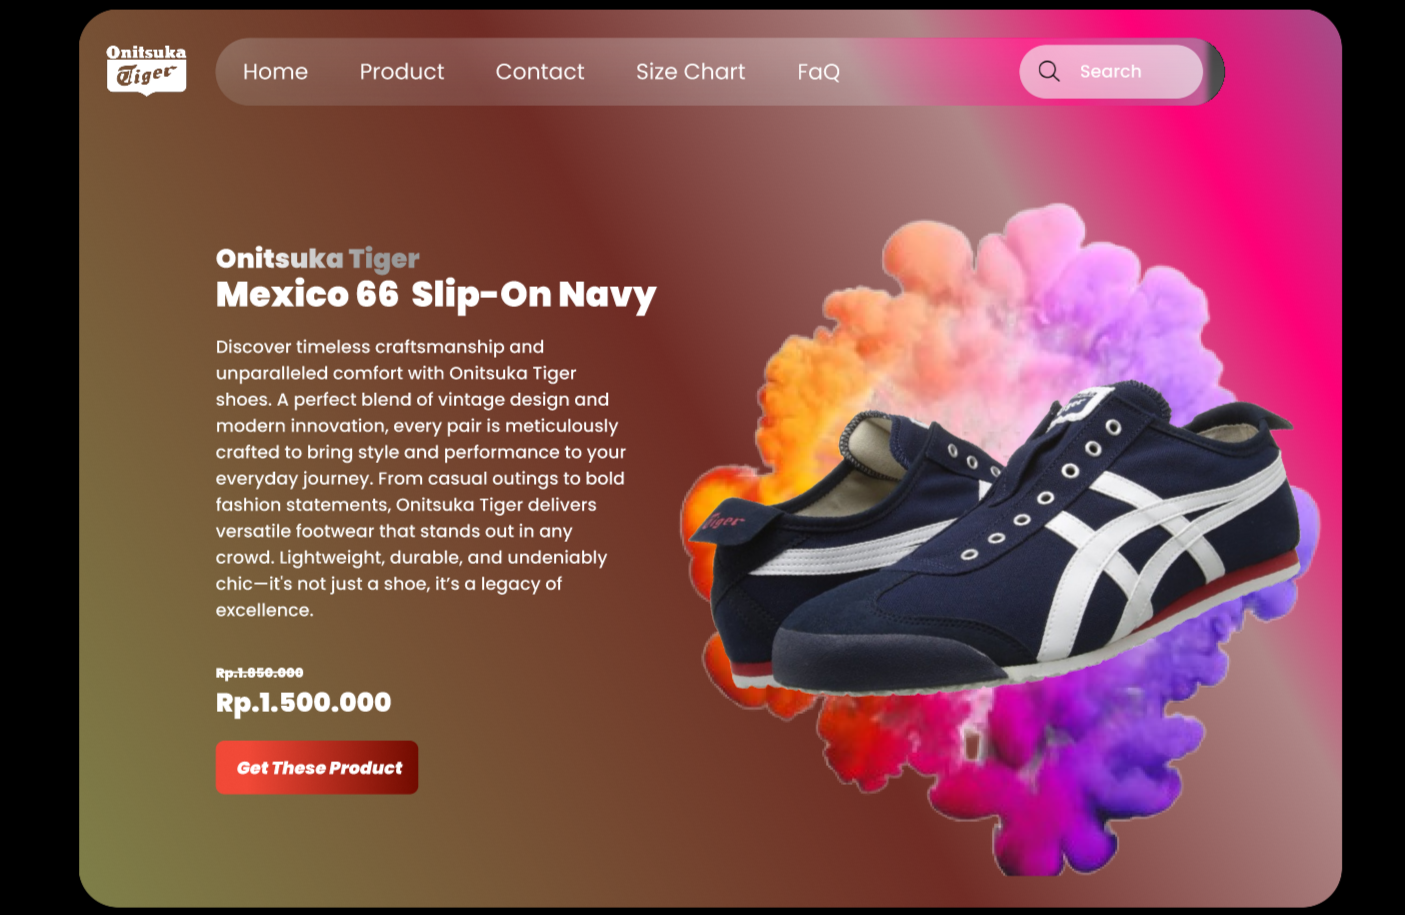 Onitsuka
Tiger
Home Product Contact Size Chart FaQ Search
Onitsuka Tiger
Mexico 66 Slip-On Navy
Discover timeless craftsmanship and
unparalleled comfort with Onitsuka Tiger
shoes. A perfect blend of vintage design and
modern innovation, every pair is meticulously
crafted to bring style and performance to your
everyday journey. From casual outings to bold
fashion statements, Onitsuka Tiger delivers
versatile footwear that stands out in any
crowd. Lightweight, durable, and undeniably
chic—it's not just a shoe, it’s a legacy of
excellence.
Tiger
Rp.1.850.000
Rp.1.500.000
Get These Product